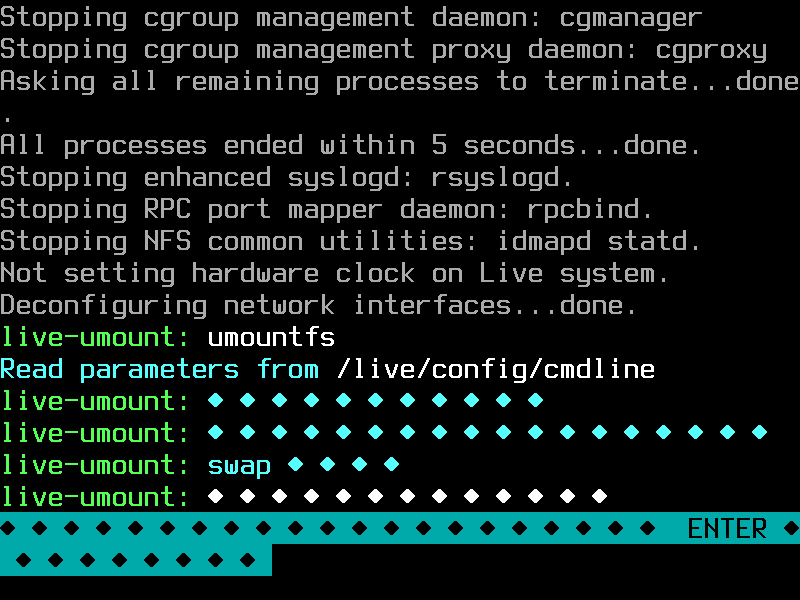 Stopping cgroup management daemon: cgmanager
Stopping cgroup management proxy daemon: cgproxy
Asking all remaining processes to terminate...done
.
All processes ended within 5 seconds...done.
Stopping enhanced syslogd: rsyslogd.
Stopping RPC port mapper daemon: rpcbind.
Stopping NFS common utilities: idmapd statd.
Not setting hardware clock on Live system.
Deconfiguring network interfaces...done.
live-umount: umountfs
Read parameters from /live/config/cmdline
live-umount: ◆ ◆ ◆ ◆ ◆ ◆ ◆ ◆ ◆ ◆ ◆
live-umount: ◆ ◆ ◆ ◆ ◆ ◆ ◆ ◆ ◆ ◆ ◆ ◆ ◆ ◆ ◆ ◆ ◆ ◆
live-umount: swap ◆ ◆ ◆ ◆
live-umount: ◆ ◆ ◆ ◆ ◆ ◆ ◆ ◆ ◆ ◆ ◆ ◆ ◆
◆ ◆ ◆ ◆ ◆ ◆ ◆ ◆ ◆ ◆ ◆ ◆ ◆ ◆ ◆ ◆ ◆ ◆ ◆ ◆ ◆ ENTER ◆
◆ ◆ ◆ ◆ ◆ ◆ ◆ ◆